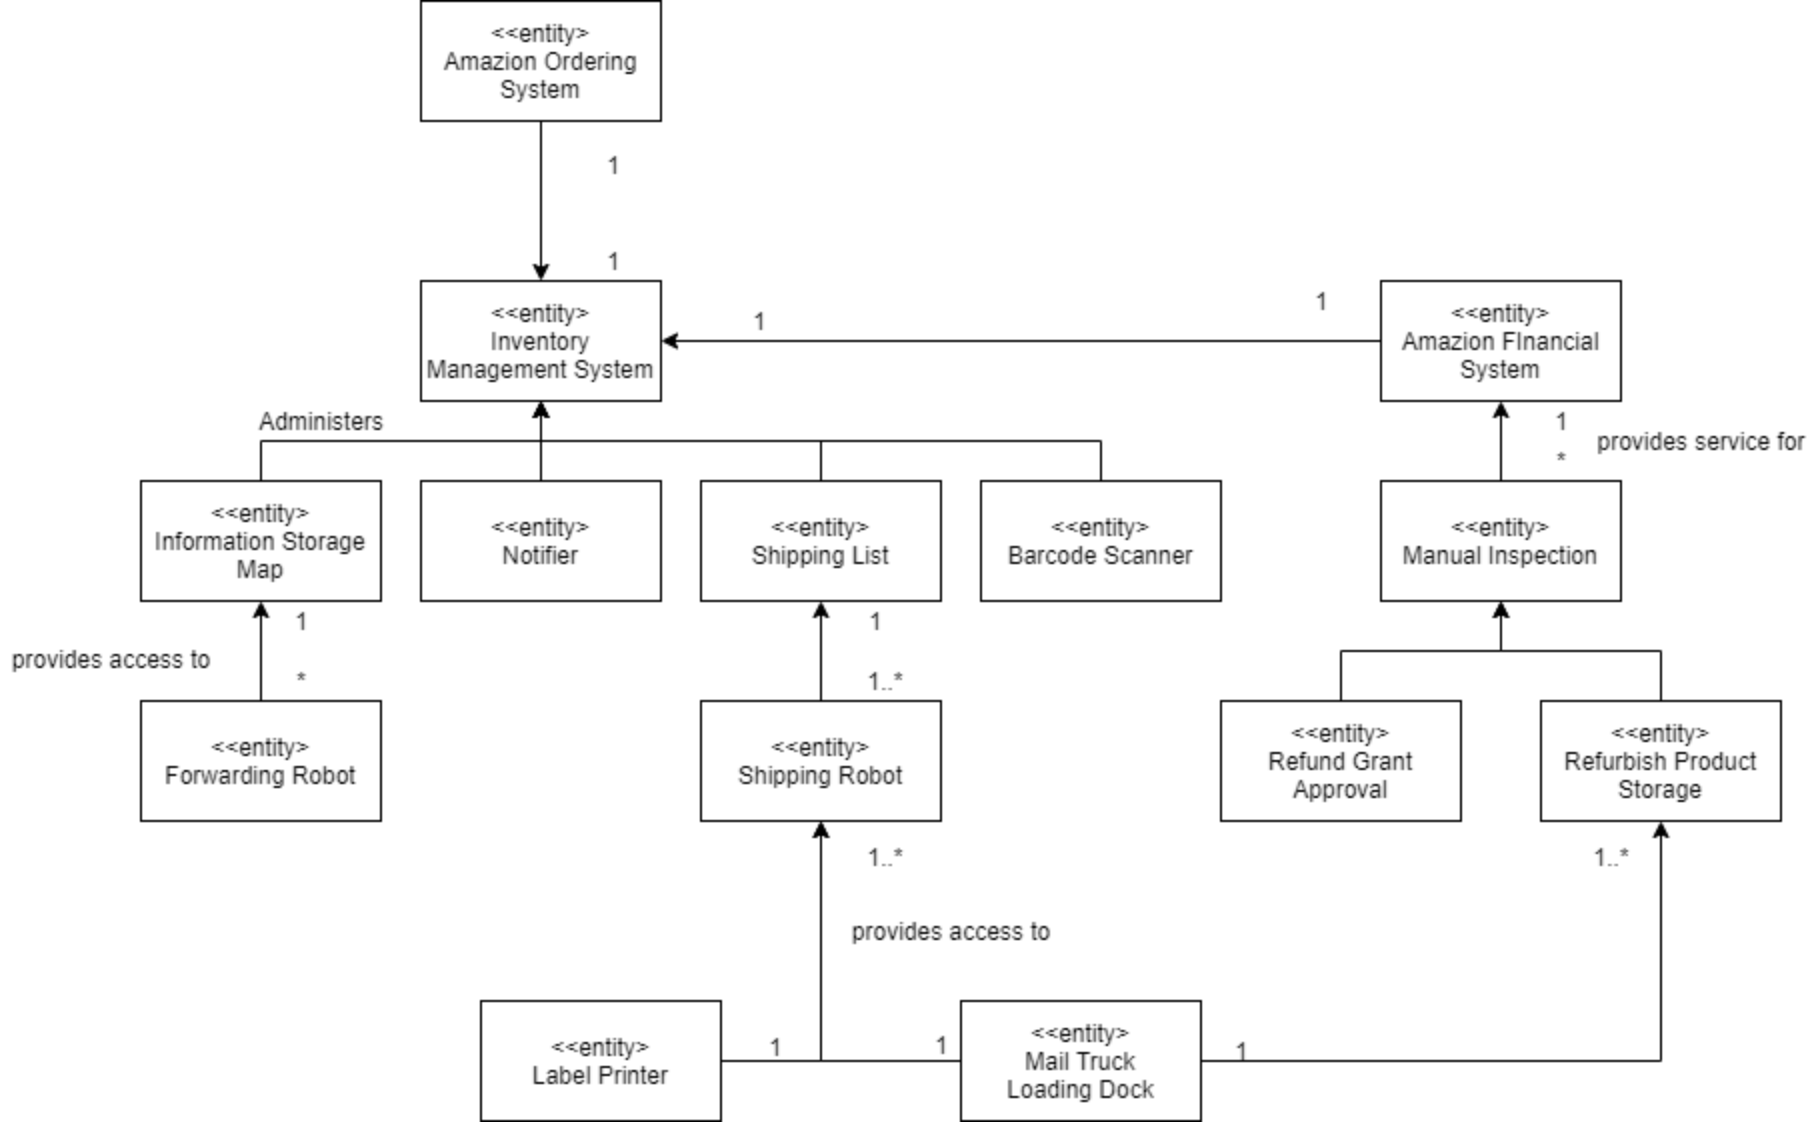 <<entity>
Amazion Ordering
System
1
1
<<entity>
Inventory
Management System
1
1
<<entity>
Amazion FInancial
System
Administers
1
*
provides service for
<<entity>
Information Storage
Map
<<entity>
Notifier
<<entity>
Shipping List
<<entity>
Barcode Scanner
<<entity>
Manual Inspection
1
provides access to
*
1
1..*
<<entity>
Forwarding Robot
<<entity>
Shipping Robot
<<entity>
Refund Grant
Approval
<<entity>
Refurbish Product
Storage
1..*
1..*
provides access to
<<entity>
Label Printer
1
1
<<entity>
Mail Truck
Loading Dock
1